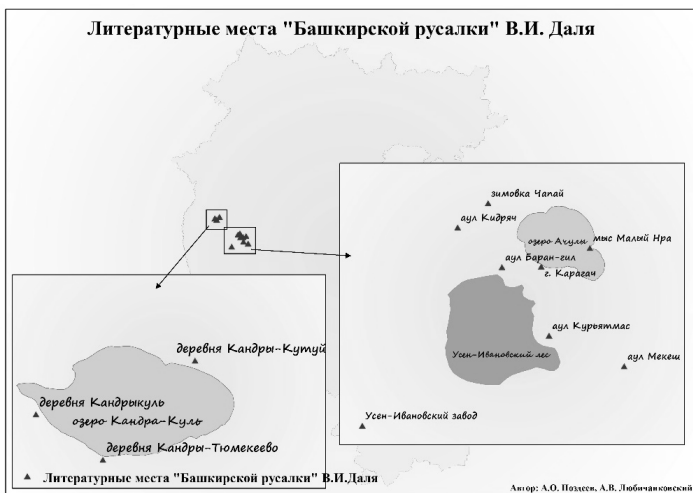 Литературные места "Башкирской русалки" В.И. Даля
зимовка Чапай
аул Кидряч
озеро Ачулы
мыс Малый Нра
аул Баран-гил
г. Карагач
аул Курьятмас
Усен-Ивановский лес
аул Мекеш
Усен-Ивановский завод
деревня Кандры-Кутуй
деревня Кандрыкуль
озеро Кандра-Куль
деревня Кандры-Тюмекеево
Литературные места "Башкирской русалки" В.И.Даля
Автор: А.О. Поздеев, А.В. Любичанковский